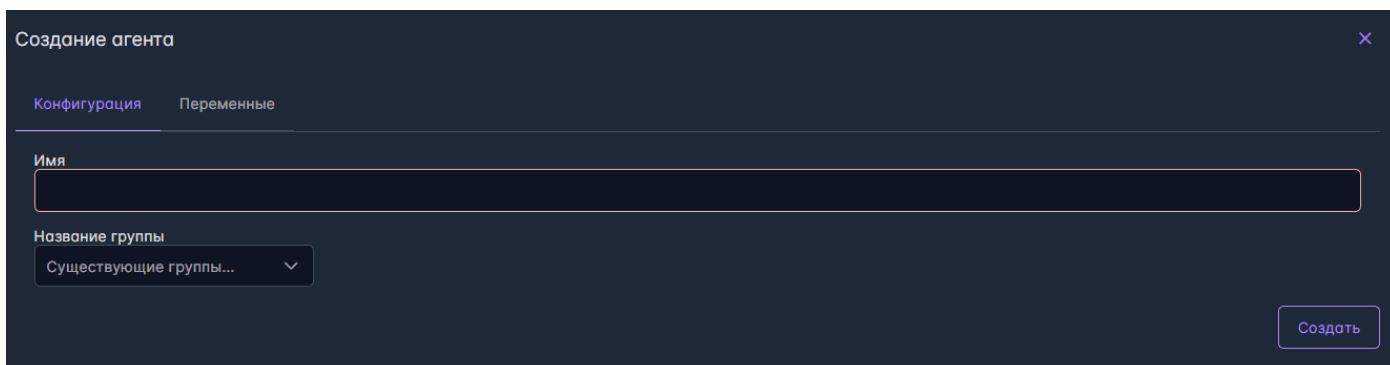 Создание агента
Конфигурация Переменные
Имя
Название группы
Существующие группы...
Создать